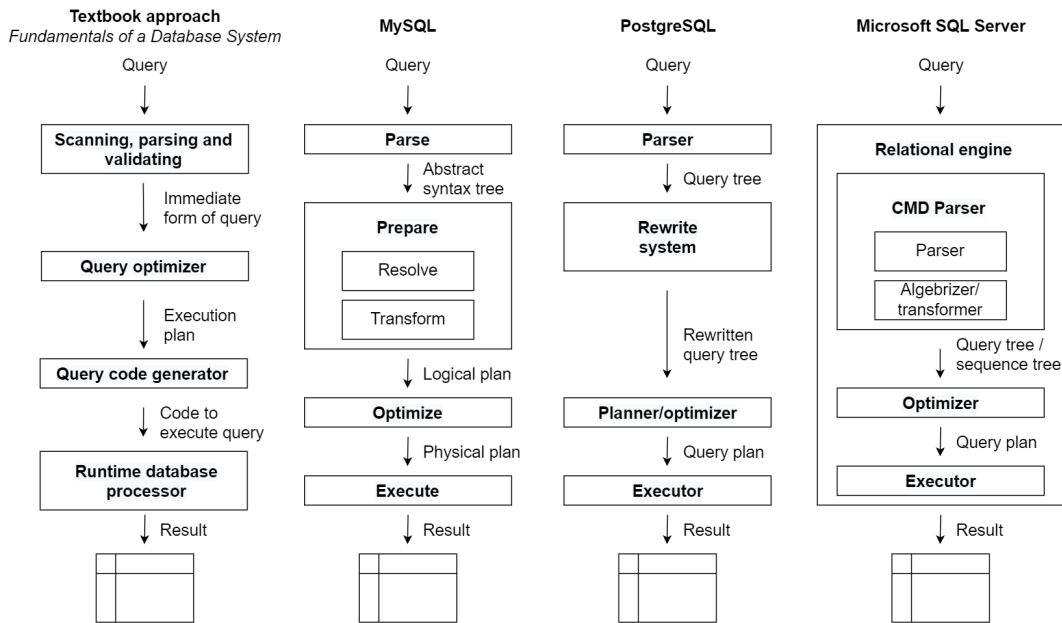 Textbook approach
Fundamentals of a Database System
Query
Scanning, parsing and
validating
Immediate
form of query
Query optimizer
Execution
plan
Query code generator
Code to
execute query
Runtime database
processor
Result
MySQL
Query
Parse
Abstract
syntax tree
Prepare
Resolve
Transform
Logical plan
Optimize
Physical plan
Execute
Result
PostgreSQL
Query
Parser
Query tree
Rewrite
system
Rewritten
query tree
Planner/optimizer
Query plan
Executor
Result
Microsoft SQL Server
Query
Relational engine
CMD Parser
Parser
Algebrizer/
transformer
Query tree /
sequence tree
Optimizer
Query plan
Executor
Result